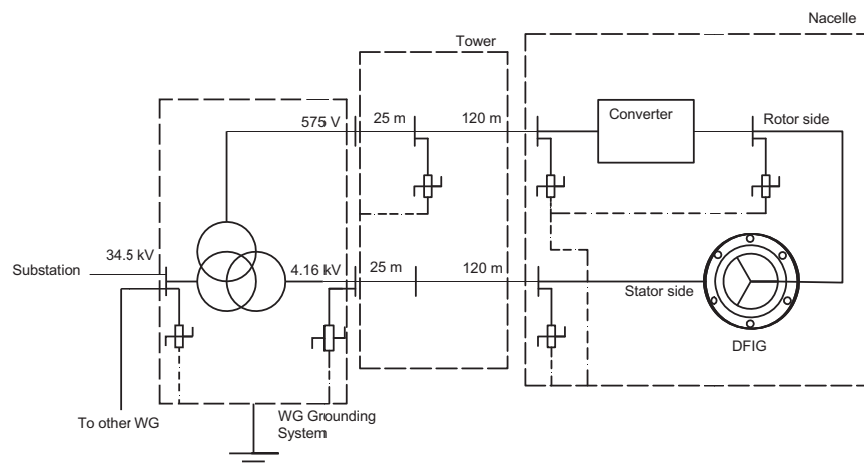 Nacelle
Tower
575 V
25 m
120 m
Converter
Rotor side
34.5 kV
Substation
4.16 kV
25 m
120 m
Stator side
DFIG
To other WG
WG Grounding
System